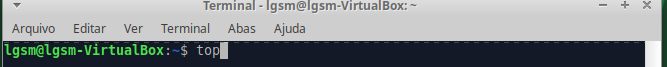 Terminal - lgsm@lgsm-VirtualBox: ~
Arquivo Editar Ver Terminal Abas Ajuda
lgsm@lgsm-VirtualBox:~$ top